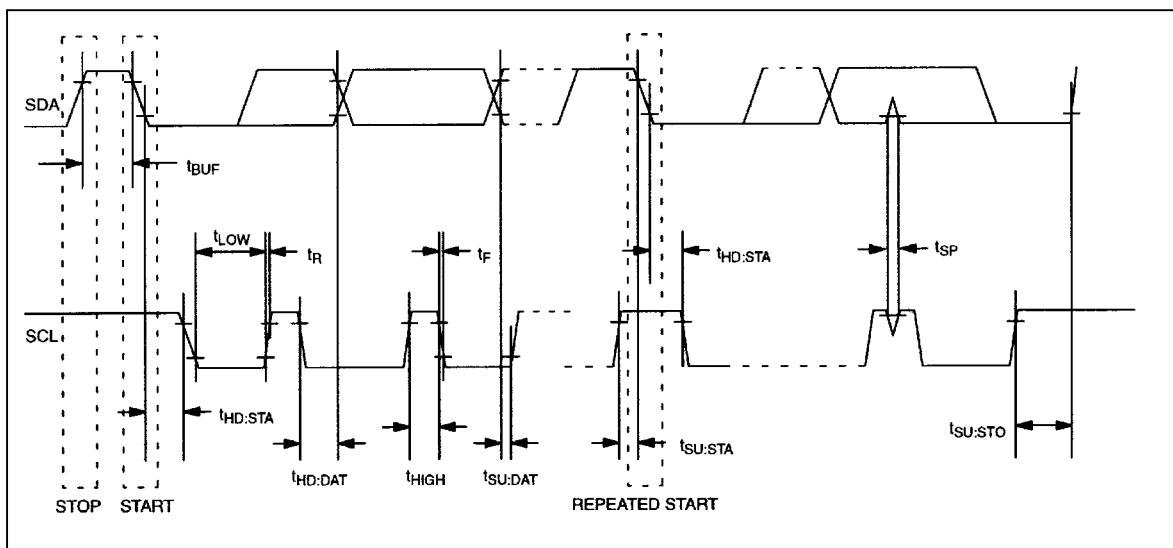 SDA
tBUF
tLOW
tR
tF
tHD:STA
tSP
SCL
tHD:STA
tSU:STA
tSU:STO
tHD:DAT
tHIGH
tSU:DAT
STOP
START
REPEATED START